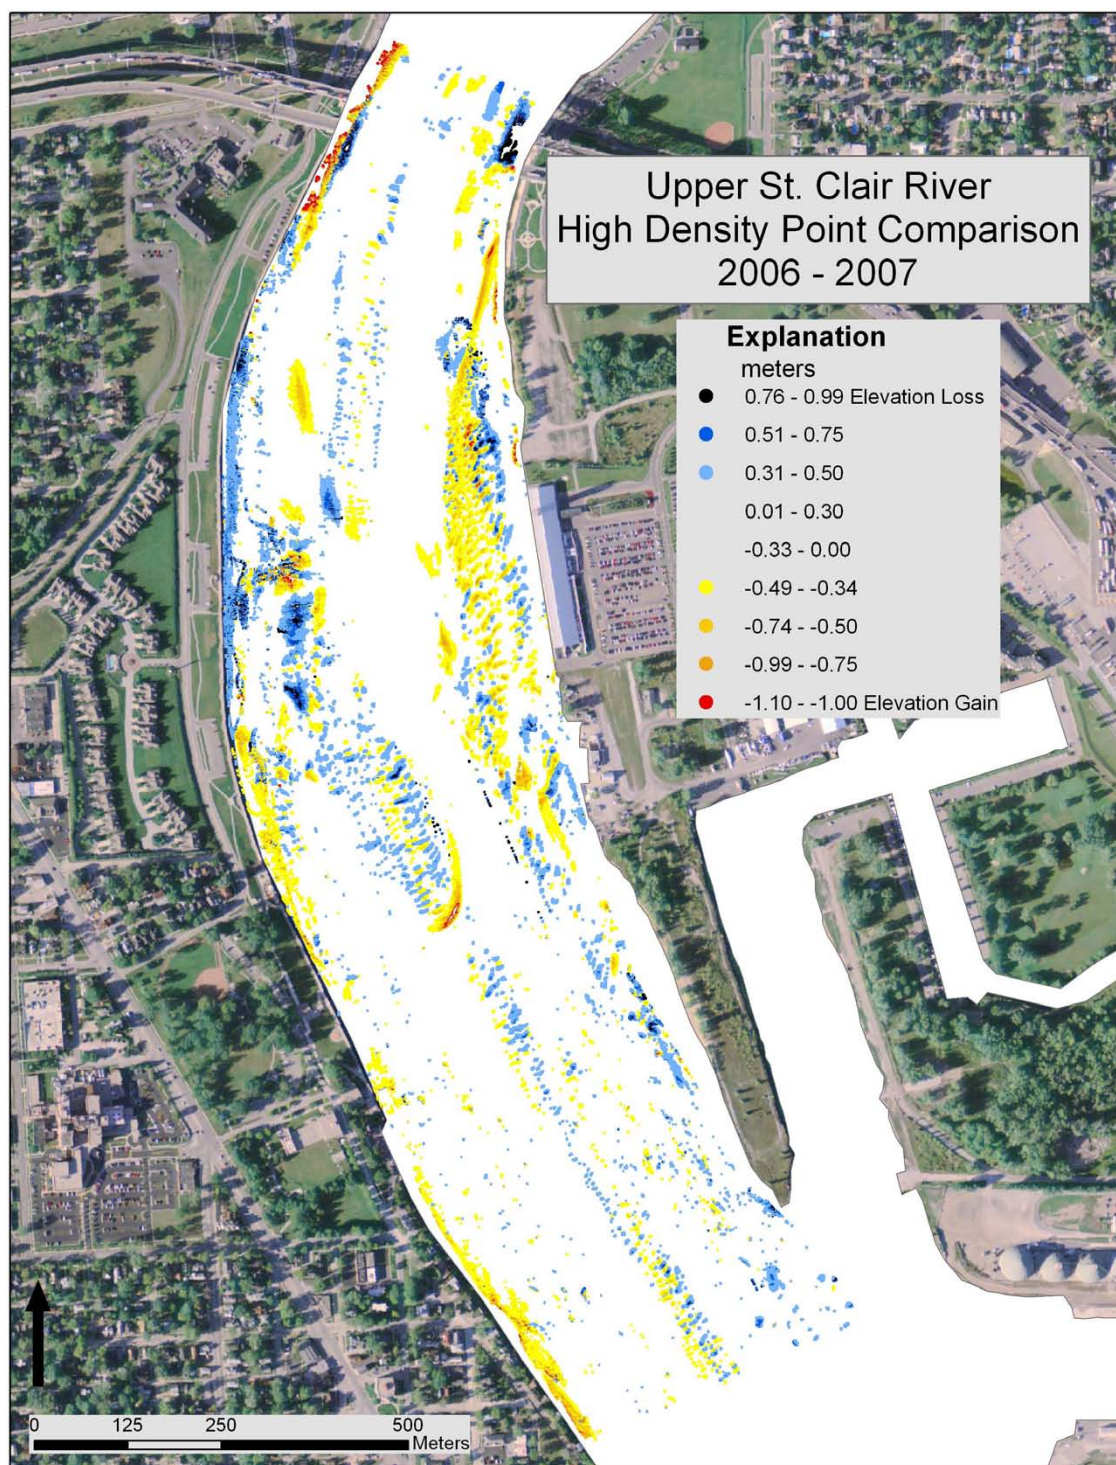 Upper St. Clair River
High Density Point Comparison
2006 - 2007
Explanation
meters
0.76 - 0.99 Elevation Loss
0.51 - 0.75
0.31 - 0.50
0.01 - 0.30
-0.33 - 0.00
-0.49 - -0.34
-0.74 - -0.50
-0.99 - -0.75
-1.10 - -1.00 Elevation Gain
0 125 250 500
Meters